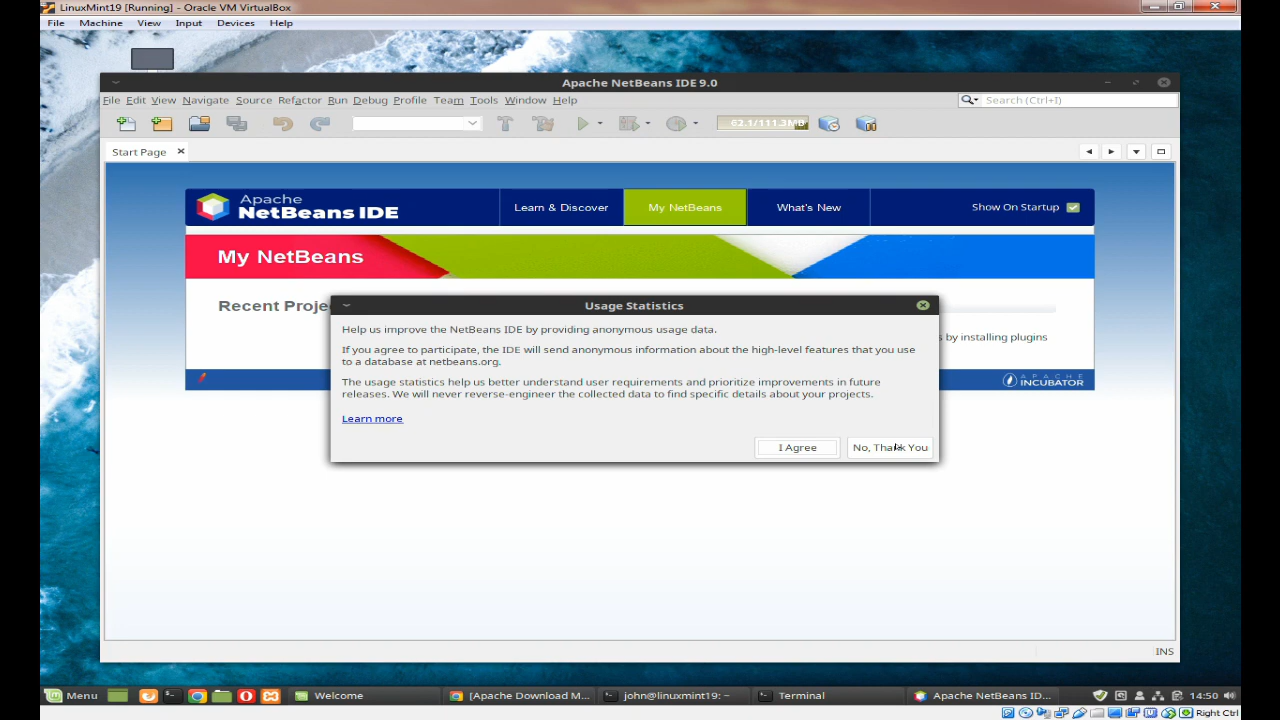 LinuxMint19 [Running] - Oracle VM VirtualBox
File Machine View Input Devices Help
Apache NetBeans IDE 9.0
File Edit View Navigate Source Refactor Run Debug Profile Team Tools Window Help
Search (Ctrl+I)
62.1/111.3MB
Start Page
Apache
NetBeans IDE
Learn & Discover
My NetBeans
What's New
Show On Startup
My NetBeans
Recent Proje
s by installing plugins
APACHE
INCUBATOR
Usage Statistics
Help us improve the NetBeans IDE by providing anonymous usage data.
If you agree to participate, the IDE will send anonymous information about the high-level features that you use
to a database at netbeans.org.
The usage statistics help us better understand user requirements and prioritize improvements in future
releases. We will never reverse-engineer the collected data to find specific details about your projects.
Learn more
I Agree
No, Thank You
INS
Menu
Welcome
[Apache Download M...
john@linuxmint19: ~
Terminal
Apache NetBeans ID...
14:50
Right Ctrl